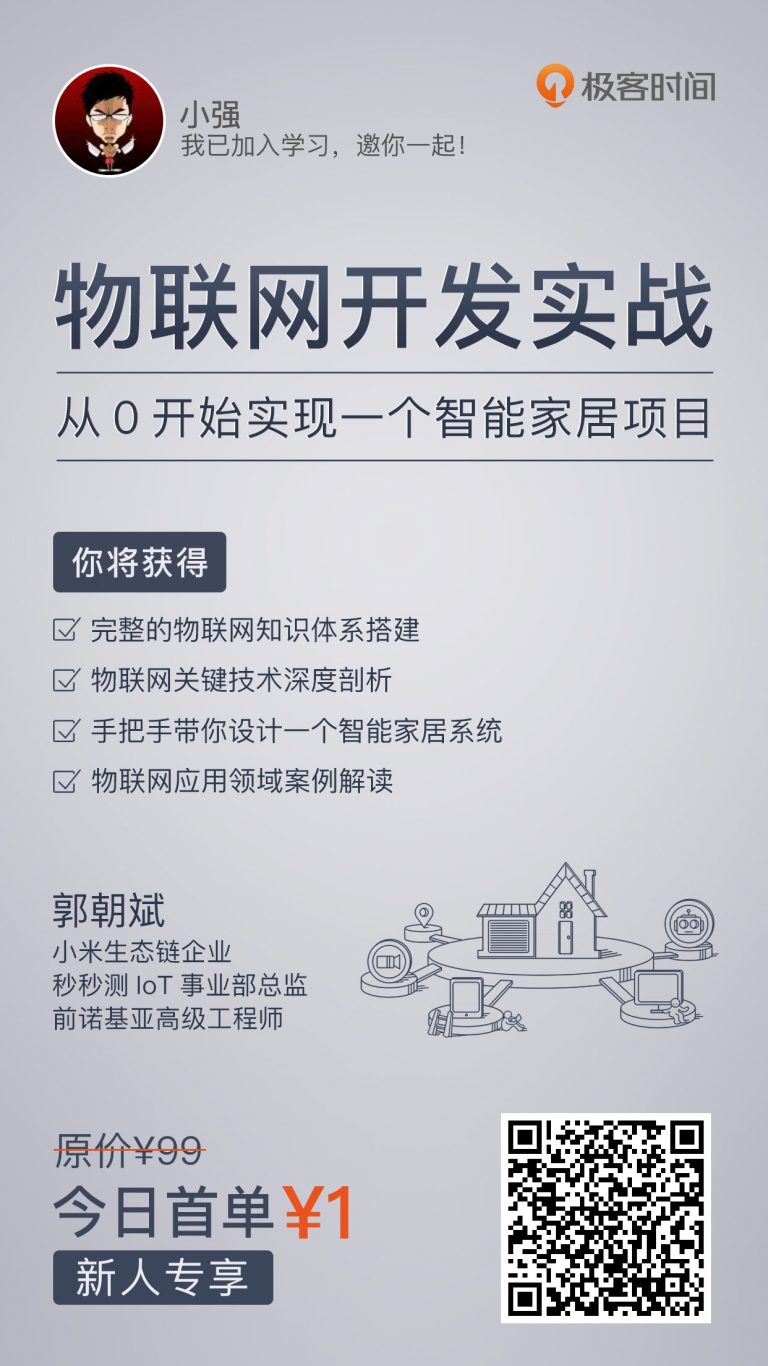 小强
我已加入学习，邀你一起！
极客时间
物联网开发实战
从0开始实现一个智能家居项目
你将获得
完整的物联网知识体系搭建
物联网关键技术深度剖析
手把手带你设计一个智能家居系统
物联网应用领域案例解读
郭朝斌
小米生态链企业
秒秒测 IoT 事业部总监
前诺基亚高级工程师
原价¥99
今日首单¥1
新人专享